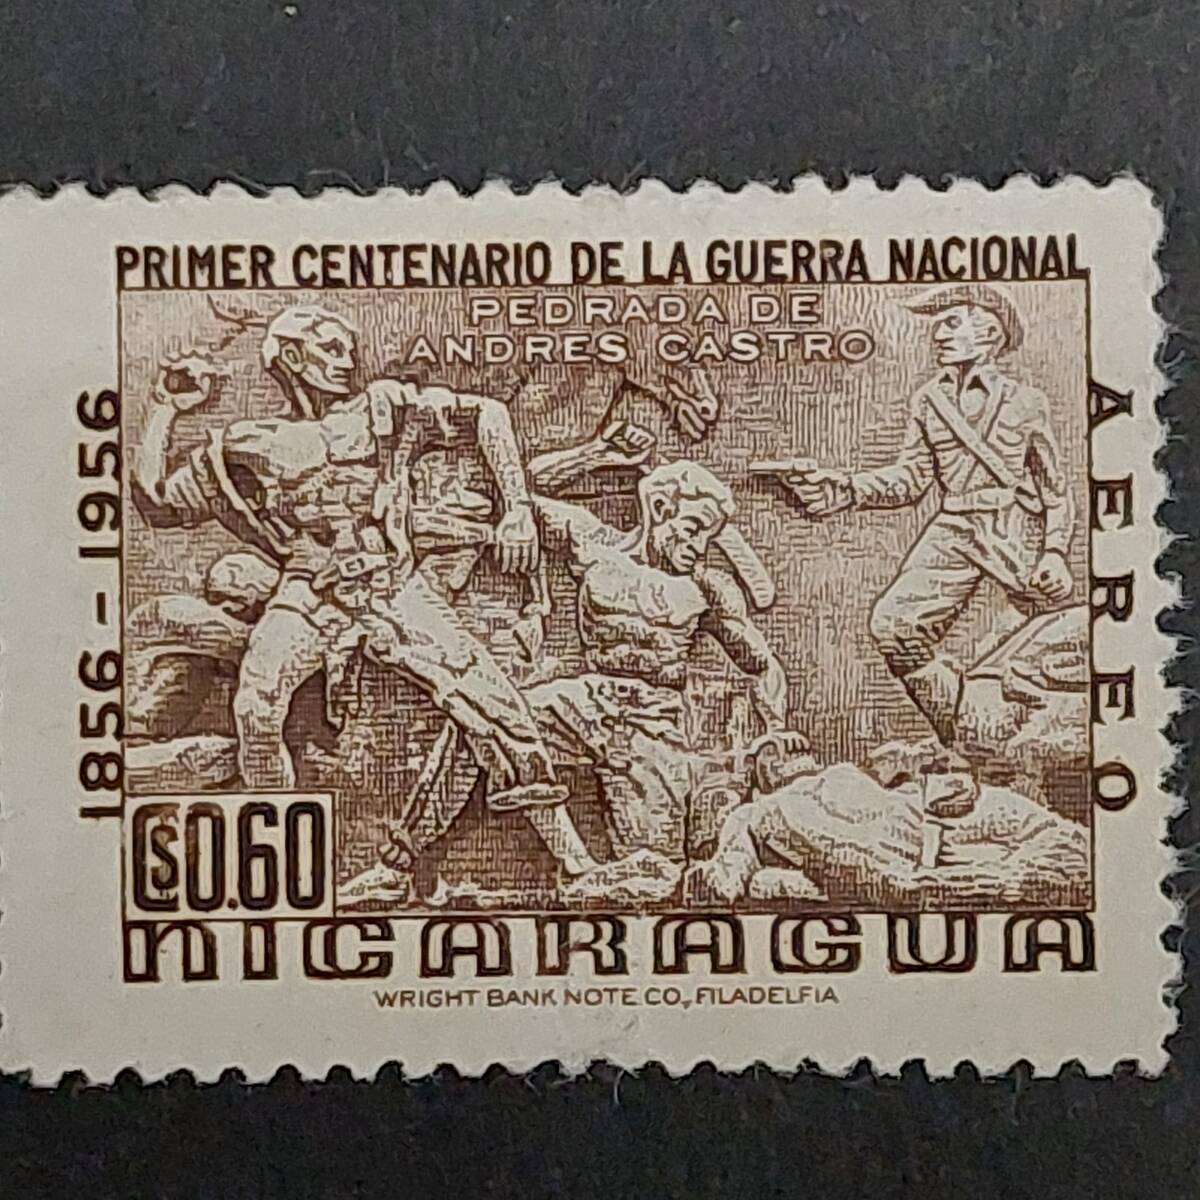 PRIMER CENTENARIO DE LA GUERRA NACIONAL
PEDRADA DE
ANDRES CASTRO
1856-1956
AEREO
C$0.60
NICARAGUA
WRIGHT BANK NOTE CO., FILADELFIA